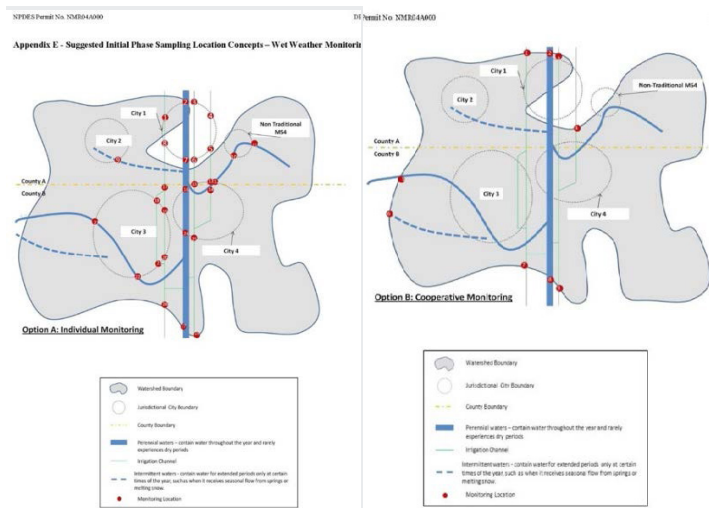 NPDES Permit No. NMR04A000
Appendix E - Suggested Initial Phase Sampling Location Concepts – Wet Weather Monitorin
City 1
City 2
Non Traditional
MS4
County A
County B
City 3
City 4
Option A: Individual Monitoring
Watershed Boundary
Jurisdictional City Boundary
County Boundary
Perennial waters – contain water throughout the year and rarely
experiences dry periods
Irrigation Channel
Intermittent waters - contain water for extended periods only at certain
times of the year, such as when it receives seasonal flow from springs or
melting snow.
Monitoring Location
Permit No. NMR04A000
City 1
City 2
Non-Traditional MS4
County A
County B
City 3
City 4
Option B: Cooperative Monitoring
Watershed Boundary
Jurisdictional City Boundary
County Boundary
Perennial waters – contain water throughout the year and rarely
experiences dry periods
Irrigation Channel
Intermittent waters - contain water for extended periods only at certain
times of the year, such as when it receives seasonal flow from springs or
melting snow.
Monitoring Location